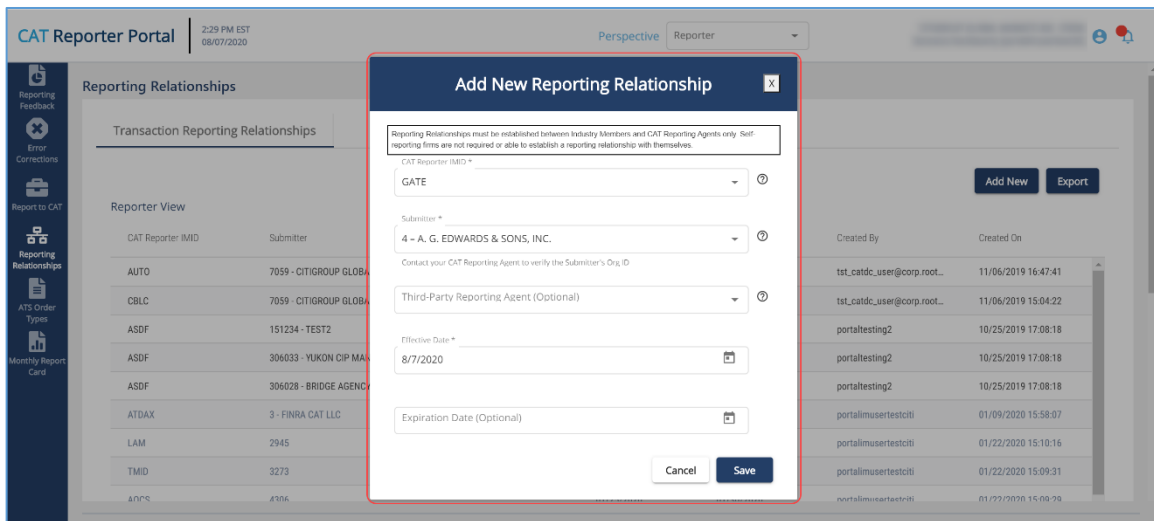 CAT Reporter Portal
2:29 PM EST
08/07/2020
Perspective
Reporter
Reporting
Feedback
Error
Corrections
Report to CAT
Reporting
Relationships
ATS Order
Types
Monthly Report
Card
Reporting Relationships
Transaction Reporting Relationships
Add New
Export
Reporter View
CAT Reporter IMID Submitter Created By Created On
AUTO 7059 - CITIGROUP tst_catdc_user@corp.root... 11/06/2019 16:47:41
CBLC 7059 - CITIGROUP tst_catdc_user@corp.root... 11/06/2019 15:04:22
ASDF 151234 - TEST2 portaltesting2 10/25/2019 17:08:18
ASDF 306033 - YUKON CIP portaltesting2 10/25/2019 17:08:18
ASDF 306028 - BRIDGE portaltesting2 10/25/2019 17:08:18
ATDAX 3 - FINRA CAT LLC portalimusertestciti 01/09/2020 15:58:07
LAM 2945 portalimusertestciti 01/22/2020 15:10:16
TMID 3273 portalimusertestciti 01/22/2020 15:09:31
AOCS 4306 portalimusertestciti 01/22/2020 15:09:29
Add New Reporting Relationship
X
Reporting Relationships must be established between Industry Members and CAT Reporting Agents only. Self-
reporting firms are not required or able to establish a reporting relationship with themselves.
CAT Reporter IMID *
GATE
Submitter *
4 – A. G. EDWARDS & SONS, INC.
Contact your CAT Reporting Agent to verify the Submitter's Org ID
Third-Party Reporting Agent (Optional)
Effective Date *
8/7/2020
Expiration Date (Optional)
Cancel
Save